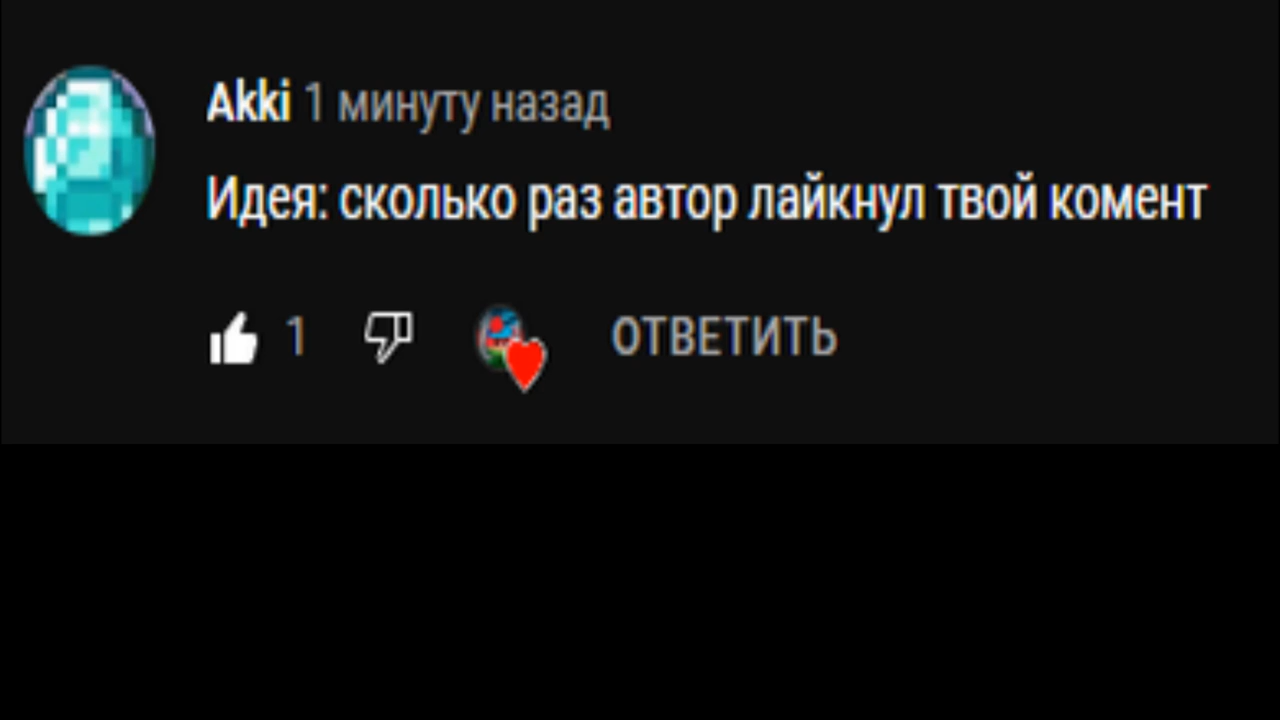 Akki 1 минуту назад
Идея: сколько раз автор лайкнул твой комент
1 ОТВЕТИТЬ